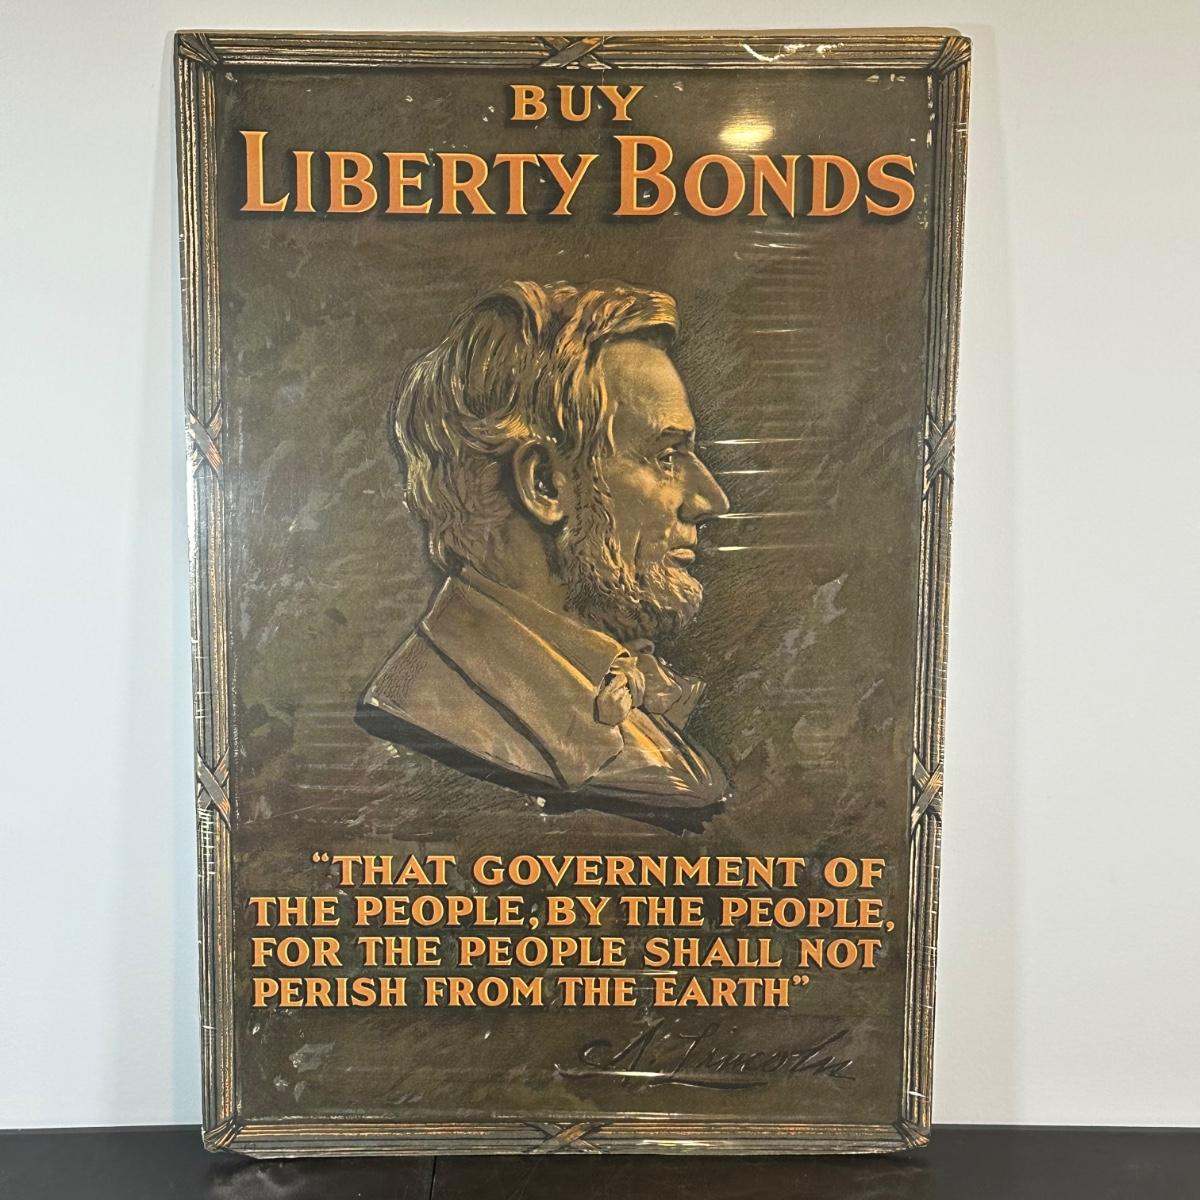 BUY
LIBERTY BONDS
“THAT GOVERNMENT OF
THE PEOPLE, BY THE PEOPLE,
FOR THE PEOPLE SHALL NOT
PERISH FROM THE EARTH”
A. Lincoln